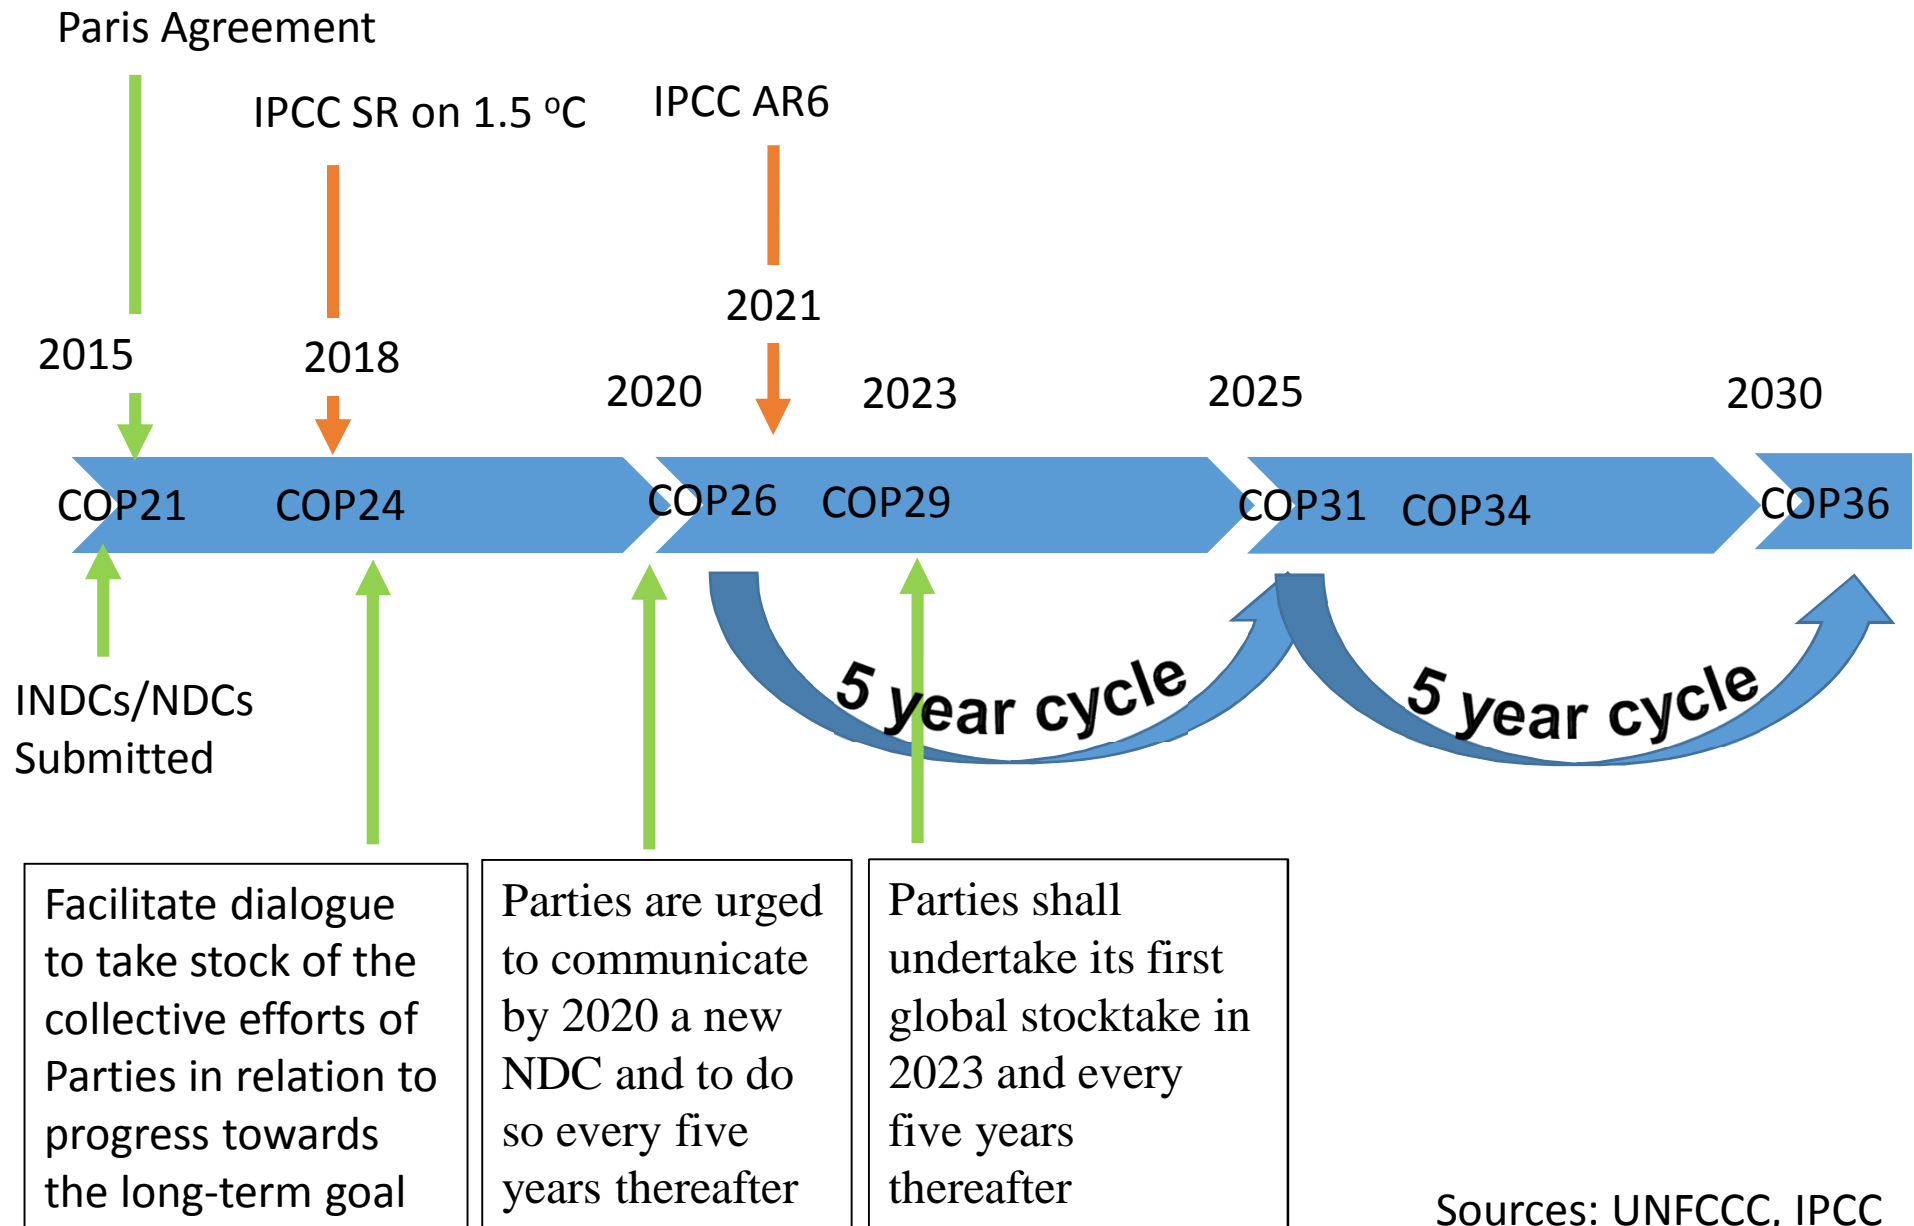 Paris Agreement
IPCC SR on 1.5 ºC
IPCC AR6
2021
2015
2018
2020
2023
2025
2030
COP21
COP24
COP26
COP29
COP31
COP34
COP36
5 year cycle
5 year cycle
INDCs/NDCs
Submitted
Facilitate dialogue
to take stock of the
collective efforts of
Parties in relation to
progress towards
the long-term goal
Parties are urged
to communicate
by 2020 a new
NDC and to do
so every five
years thereafter
Parties shall
undertake its first
global stocktake in
2023 and every
five years
thereafter
Sources: UNFCCC, IPCC